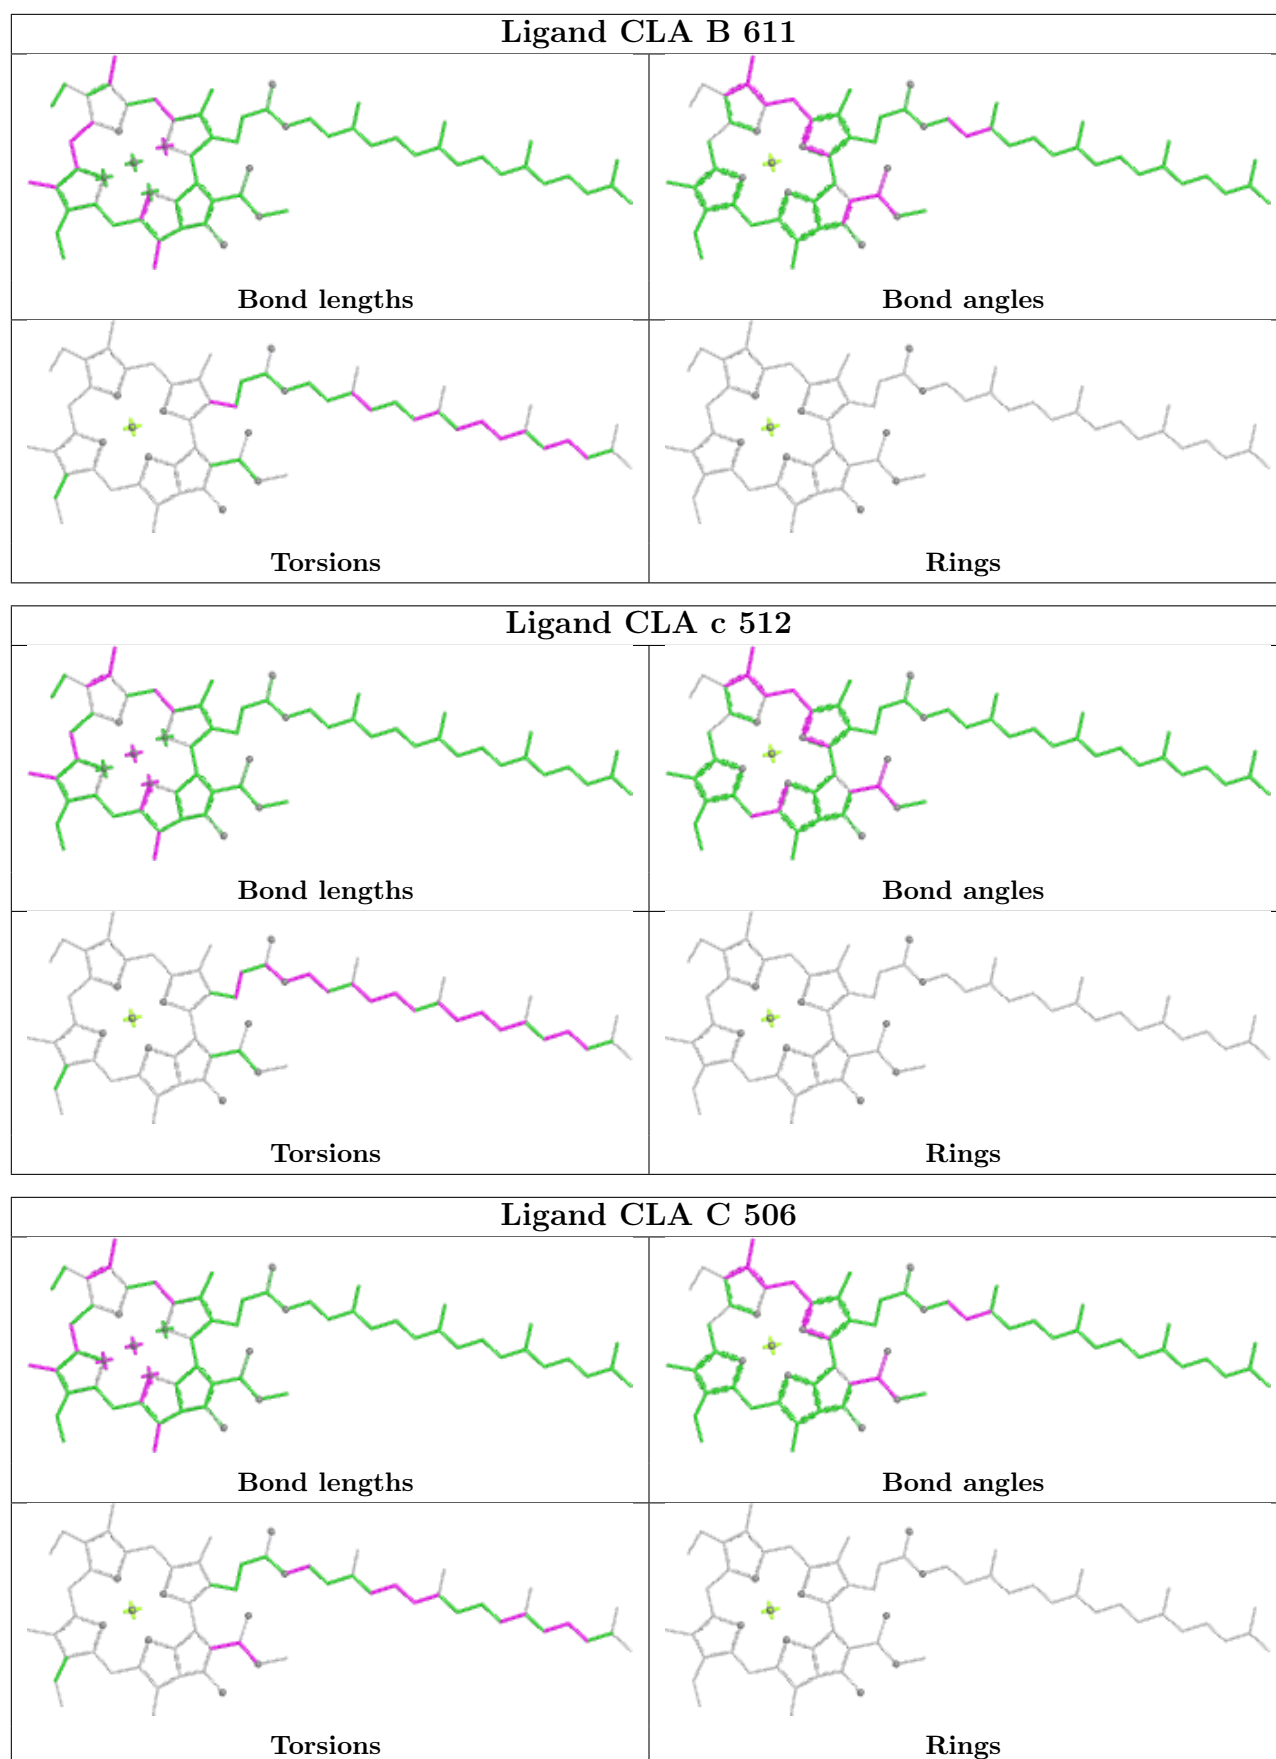 Ligand CLA B 611
Bond lengths
Bond angles
Torsions
Rings
Ligand CLA c 512
Bond lengths
Bond angles
Torsions
Rings
Ligand CLA C 506
Bond lengths
Bond angles
Torsions
Rings